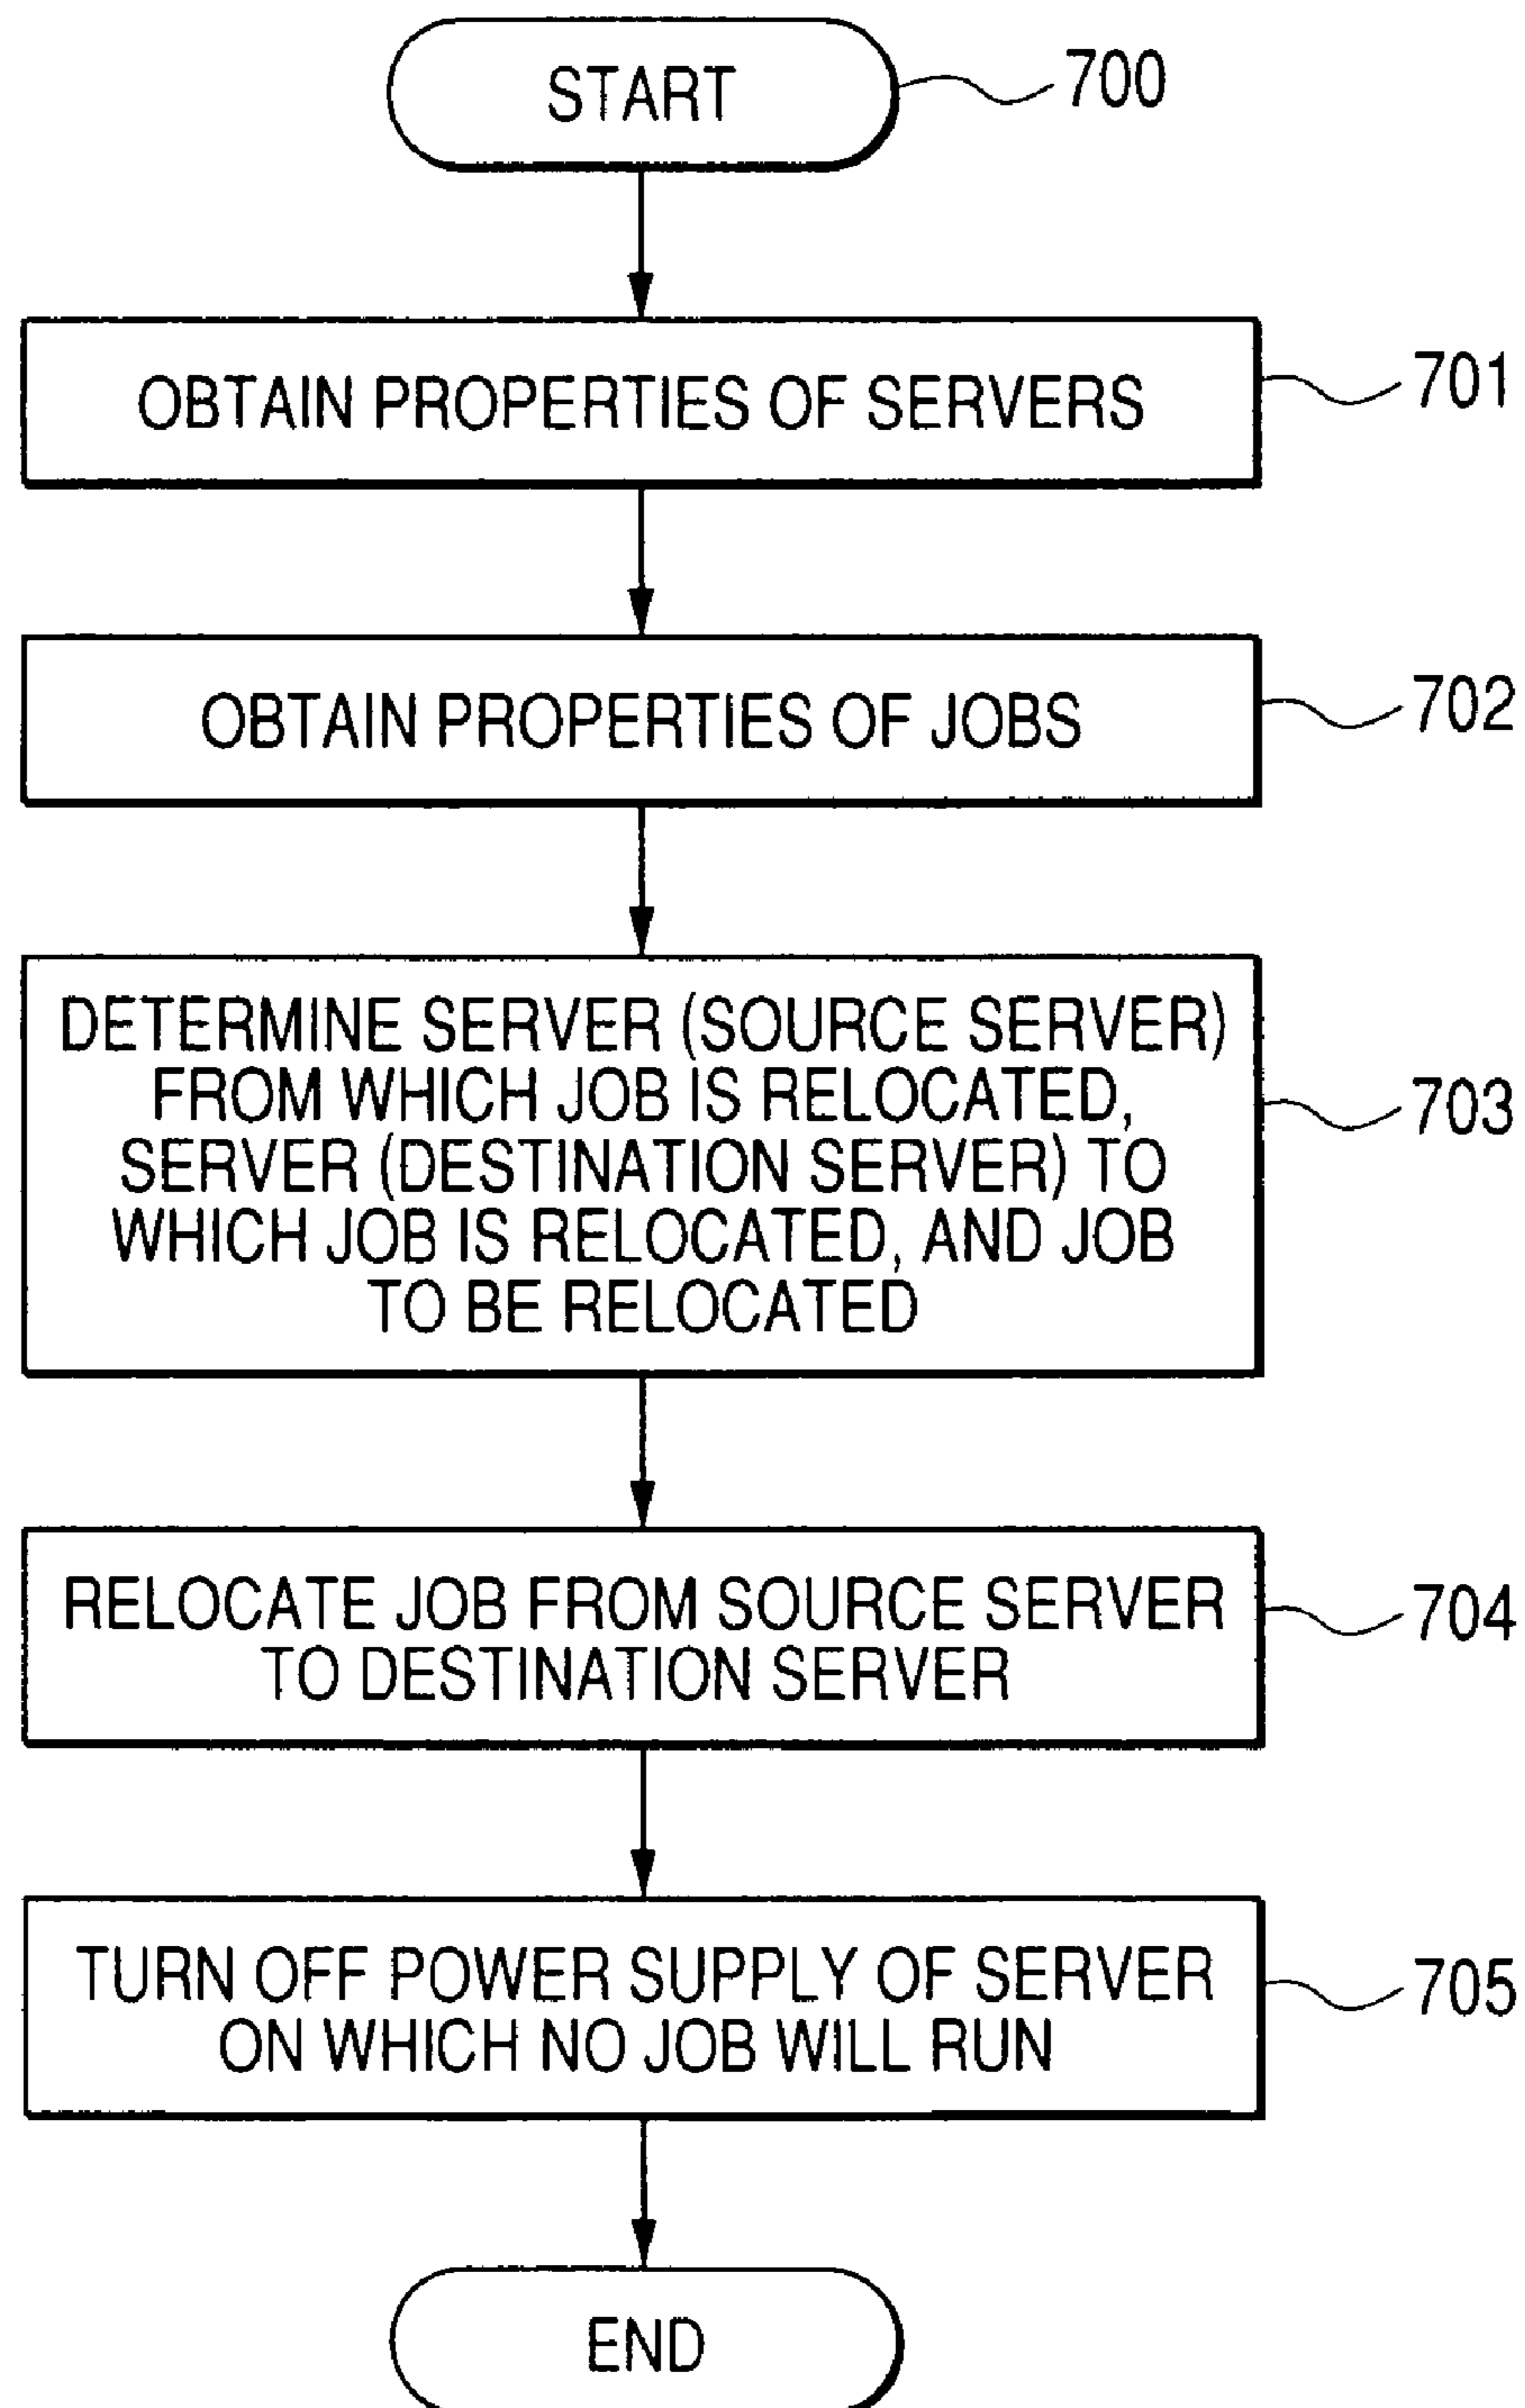 START
700
OBTAIN PROPERTIES OF SERVERS
701
OBTAIN PROPERTIES OF JOBS
702
DETERMINE SERVER (SOURCE SERVER)
FROM WHICH JOB IS RELOCATED,
SERVER (DESTINATION SERVER) TO
WHICH JOB IS RELOCATED, AND JOB
TO BE RELOCATED
703
RELOCATE JOB FROM SOURCE SERVER
TO DESTINATION SERVER
704
TURN OFF POWER SUPPLY OF SERVER
ON WHICH NO JOB WILL RUN
705
END